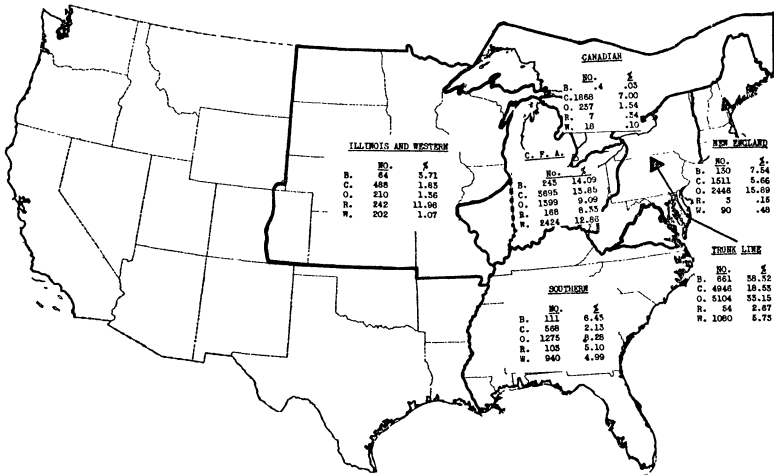 CANADIAN
NO. %
B. .4 .03
C. 1868 7.00
O. 237 1.54
R. 7 .34
W. 18 .10
ILLINOIS AND WESTERN
NO. %
B. 64 3.71
C. 488 1.83
O. 210 1.36
R. 242 11.98
W. 202 1.07
C. F. A.
No. %
B. 243 14.09
C. 3695 13.85
O. 1399 9.09
R. 168 8.33
W. 2424 12.86
NEW ENGLAND
NO. %
B. 130 7.54
C. 1511 5.66
O. 2446 15.89
R. 3 .15
W. 90 .48
TRUNK LINE
NO. %
B. 661 38.32
C. 4946 18.53
O. 5104 33.15
R. 54 2.67
W. 1080 5.73
SOUTHERN
NO. %
B. 111 6.43
C. 568 2.13
O. 1275 8.28
R. 103 5.10
W. 940 4.99